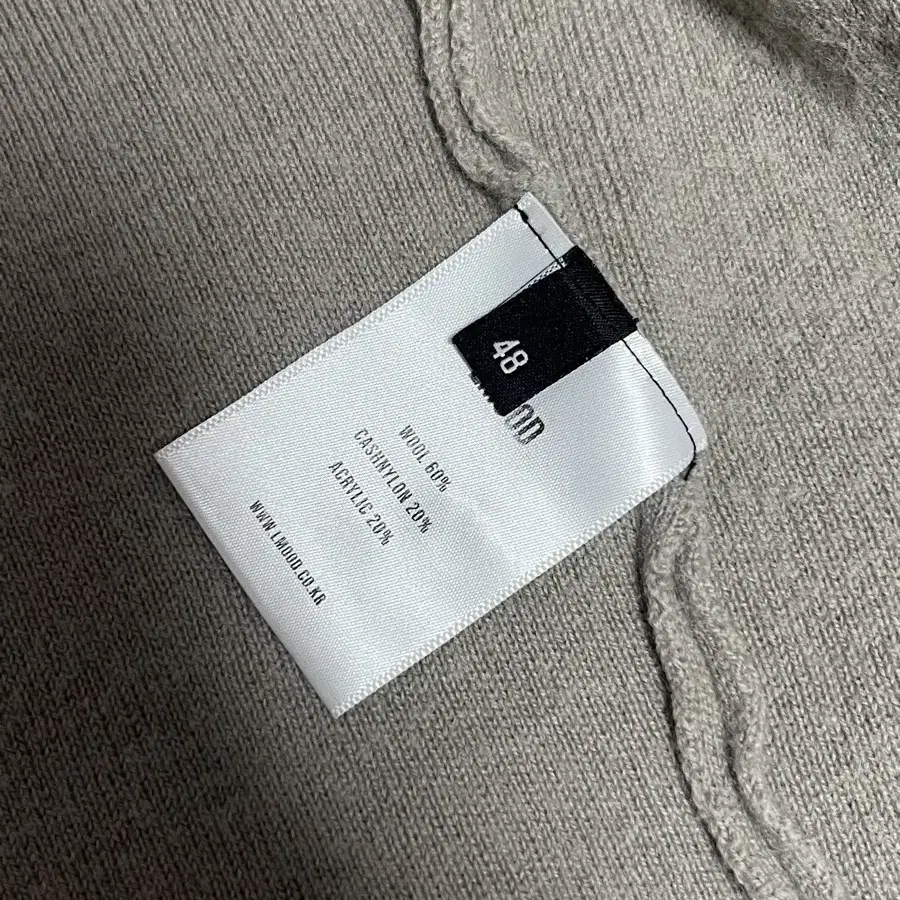 48
WOOL 60%
CASHNYLON 20%
ACRYLIC 20%
WWW.LMOOD.CO.KR